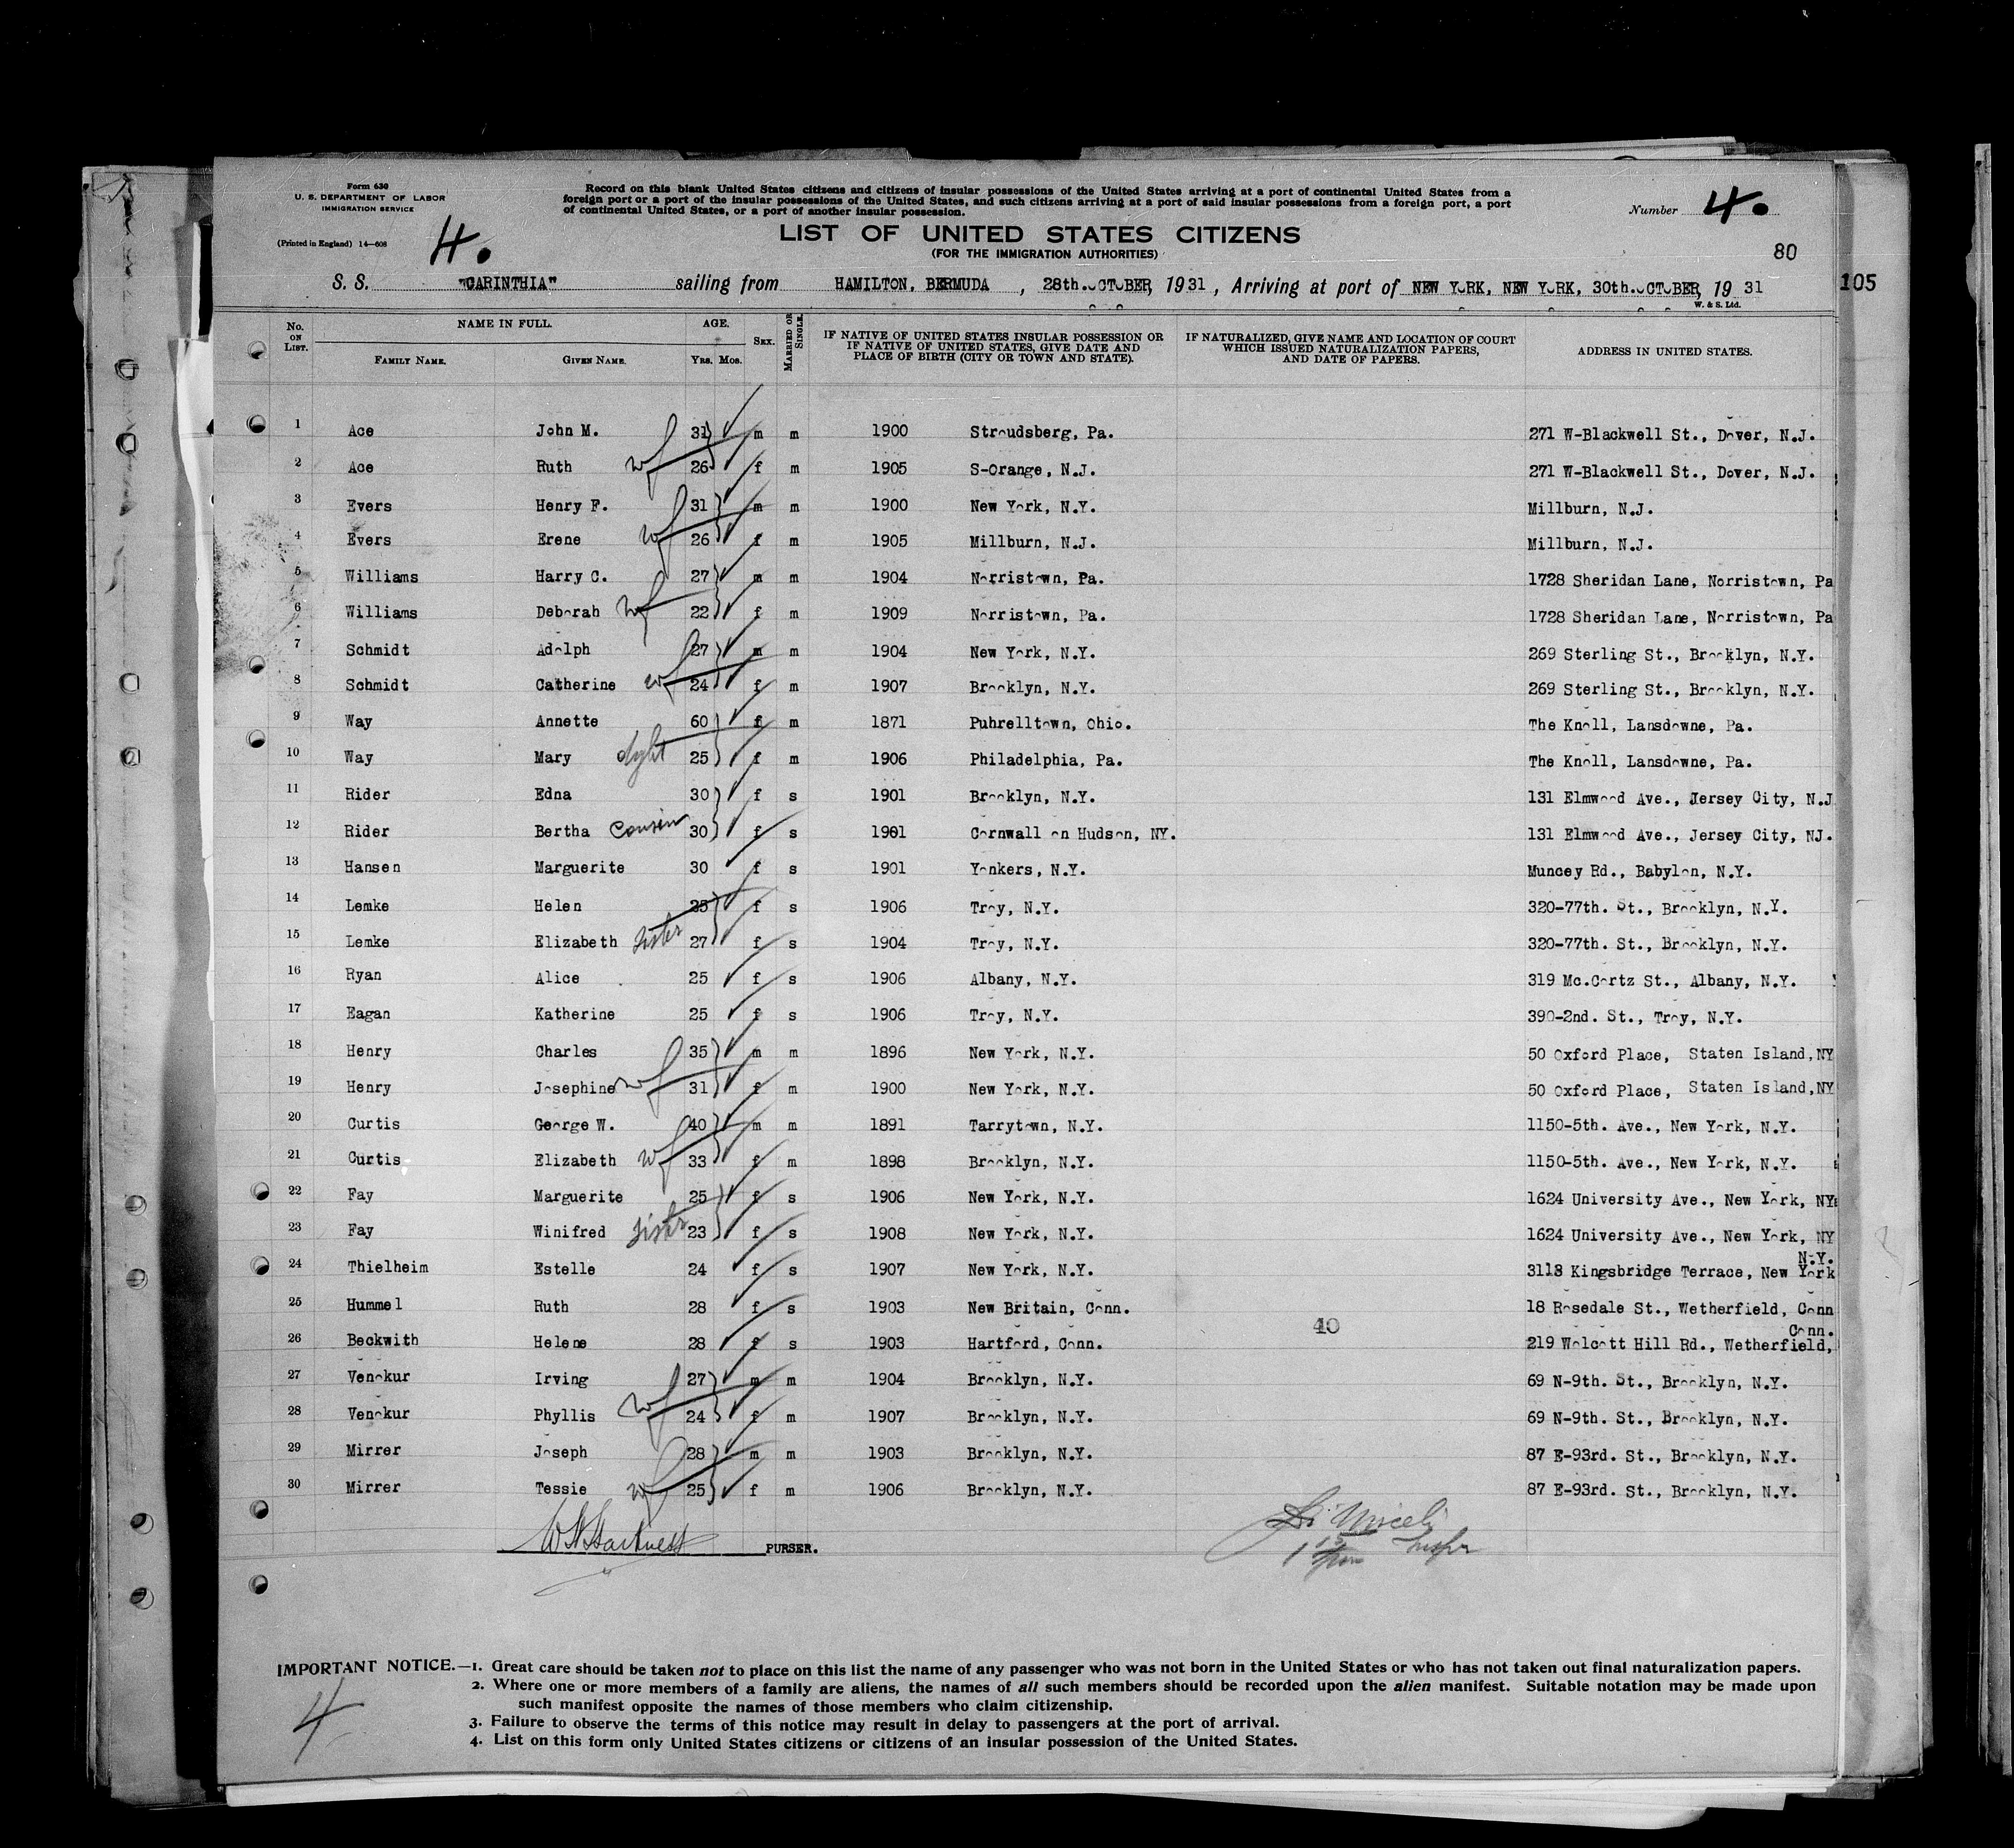 Form 630
U. S. DEPARTMENT OF LABOR
IMMIGRATION SERVICE
(Printed in England) 14—608
4.
Record on this blank United States citizens and citizens of insular possessions of the United States arriving at a port of continental United States from a
foreign port or a port of the insular possessions of the United States, and such citizens arriving at a port of said insular possessions from a foreign port, a port
of continental United States, or a port of another insular possession.
Number 4.
LIST OF UNITED STATES CITIZENS
(FOR THE IMMIGRATION AUTHORITIES)
80
S. S. "CARINTHIA" sailing from HAMILTON, BERMUDA, 28th.OCTOBER, 1931, Arriving at port of NEW YORK, NEW YORK, 30th.OCTOBER, 19 31
105
W. & S. Ltd.
No. ON LIST. NAME IN FULL. FAMILY NAME. GIVEN NAME. AGE. YRS. MOS. SEX. MARRIED OR SINGLE. IF NATIVE OF UNITED STATES INSULAR POSSESSION OR IF NATIVE OF UNITED STATES, GIVE DATE AND PLACE OF BIRTH (CITY OR TOWN AND STATE). IF NATURALIZED, GIVE NAME AND LOCATION OF COURT WHICH ISSUED NATURALIZATION PAPERS, AND DATE OF PAPERS. ADDRESS IN UNITED STATES.
1 Ace John M. 31 m m 1900 Stroudsberg, Pa. 271 W-Blackwell St., Dover, N.J.
2 Ace Ruth wf 26 f m 1905 S-Orange, N.J. 271 W-Blackwell St., Dover, N.J.
3 Evers Henry F. 31 m m 1900 New York, N.Y. Millburn, N.J.
4 Evers Erene wf 26 f m 1905 Millburn, N.J. Millburn, N.J.
5 Williams Harry C. 27 m m 1904 Norristown, Pa. 1728 Sheridan Lane, Norristown, Pa
6 Williams Deborah wf 22 f m 1909 Norristown, Pa. 1728 Sheridan Lane, Norristown, Pa
7 Schmidt Adolph 27 m m 1904 New York, N.Y. 269 Sterling St., Brooklyn, N.Y.
8 Schmidt Catherine wf 24 f m 1907 Brooklyn, N.Y. 269 Sterling St., Brooklyn, N.Y.
9 Way Annette 60 f m 1871 Puhrelltown, Ohio. The Knoll, Lansdowne, Pa.
10 Way Mary dght 25 f m 1906 Philadelphia, Pa. The Knoll, Lansdowne, Pa.
11 Rider Edna 30 f s 1901 Brooklyn, N.Y. 131 Elmwood Ave., Jersey City, N.J
12 Rider Bertha Cousin 30 f s 1901 Cornwall on Hudson, NY. 131 Elmwood Ave., Jersey City, NJ.
13 Hansen Marguerite 30 f s 1901 Yonkers, N.Y. Muncey Rd., Babylon, N.Y.
14 Lemke Helen 25 f s 1906 Troy, N.Y. 320-77th. St., Brooklyn, N.Y.
15 Lemke Elizabeth sister 27 f s 1904 Troy, N.Y. 320-77th. St., Brooklyn, N.Y.
16 Ryan Alice 25 f s 1906 Albany, N.Y. 319 Mc.Cortz St., Albany, N.Y.
17 Eagan Katherine 25 f s 1906 Troy, N.Y. 390-2nd. St., Troy, N.Y.
18 Henry Charles 35 m m 1896 New York, N.Y. 50 Oxford Place, Staten Island, NY
19 Henry Josephine wf 31 f m 1900 New York, N.Y. 50 Oxford Place, Staten Island, NY
20 Curtis George W. 40 m m 1891 Tarrytown, N.Y. 1150-5th. Ave., New York, N.Y.
21 Curtis Elizabeth wf 33 f m 1898 Brooklyn, N.Y. 1150-5th. Ave., New York, N.Y.
22 Fay Marguerite 25 f s 1906 New York, N.Y. 1624 University Ave., New York, NY
23 Fay Winifred sister 23 f s 1908 New York, N.Y. 1624 University Ave., New York, NY
24 Thielheim Estelle 24 f s 1907 New York, N.Y. 3118 Kingsbridge Terrace, New York N.Y.
25 Hummel Ruth 28 f s 1903 New Britain, Conn. 18 Rosedale St., Wetherfield, Conn
26 Beckwith Helene 28 f s 1903 Hartford, Conn. 40 219 Wolcott Hill Rd., Wetherfield, Conn.
27 Venokur Irving 27 m m 1904 Brooklyn, N.Y. 69 N-9th. St., Brooklyn, N.Y.
28 Venokur Phyllis wf 24 f m 1907 Brooklyn, N.Y. 69 N-9th. St., Brooklyn, N.Y.
29 Mirrer Joseph 28 m m 1903 Brooklyn, N.Y. 87 E-93rd. St., Brooklyn, N.Y.
30 Mirrer Tessie wf 25 f m 1906 Brooklyn, N.Y. 87 E-93rd. St., Brooklyn, N.Y.
W Harkness PURSER.
IMPORTANT NOTICE.—1. Great care should be taken not to place on this list the name of any passenger who was not born in the United States or who has not taken out final naturalization papers.
2. Where one or more members of a family are aliens, the names of all such members should be recorded upon the alien manifest. Suitable notation may be made upon
such manifest opposite the names of those members who claim citizenship.
3. Failure to observe the terms of this notice may result in delay to passengers at the port of arrival.
4. List on this form only United States citizens or citizens of an insular possession of the United States.
4